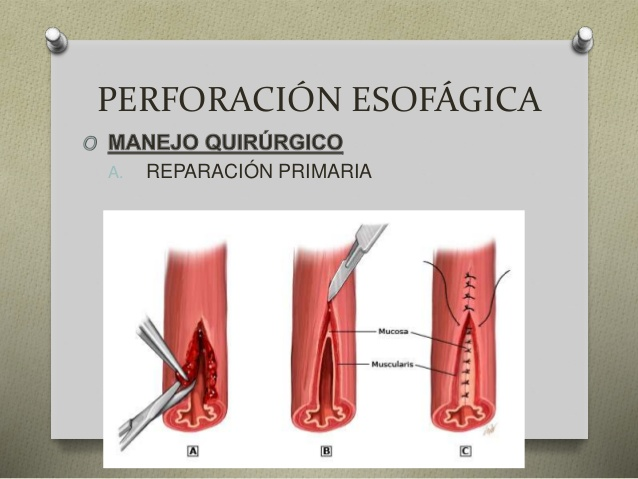 PERFORACIÓN ESOFÁGICA
MANEJO QUIRÚRGICO
A. REPARACIÓN PRIMARIA
Mucosa
Muscularis
A B C